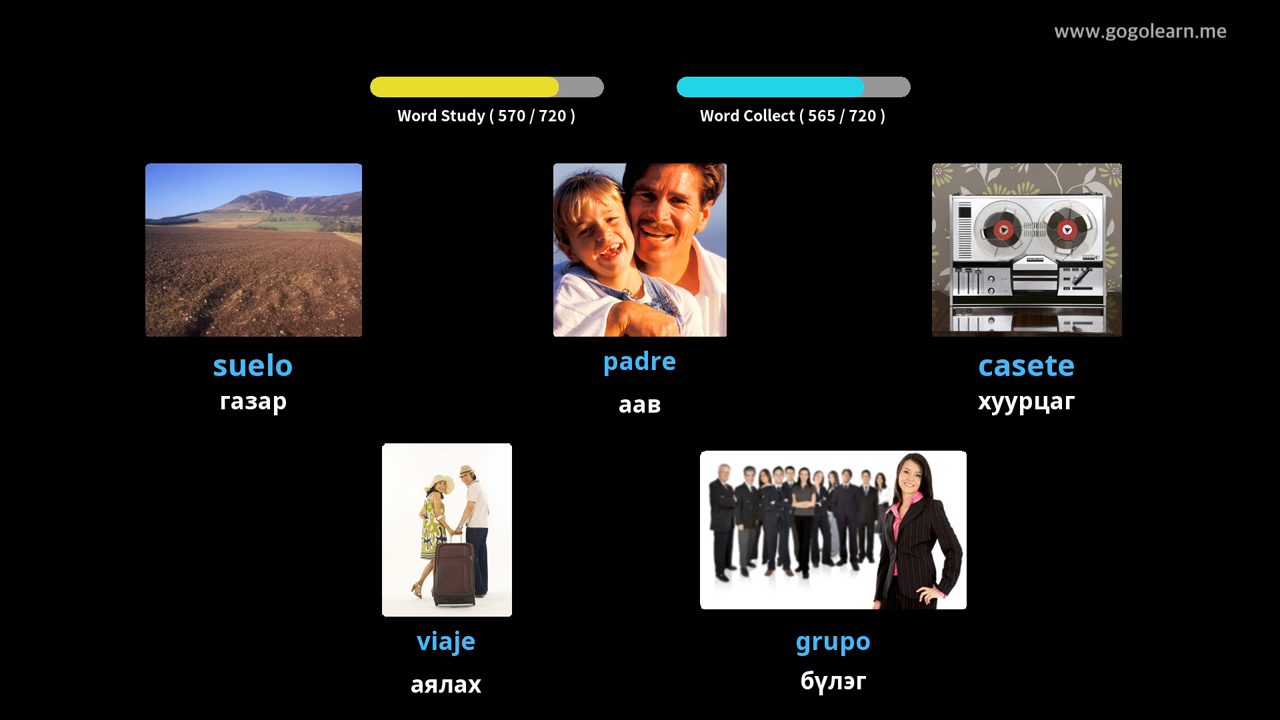 www.gogolearn.me
Word Study ( 570 / 720 )
Word Collect ( 565 / 720 )
suelo
газар
padre
аав
casete
хуурцаг
viaje
аялах
grupo
бүлэг